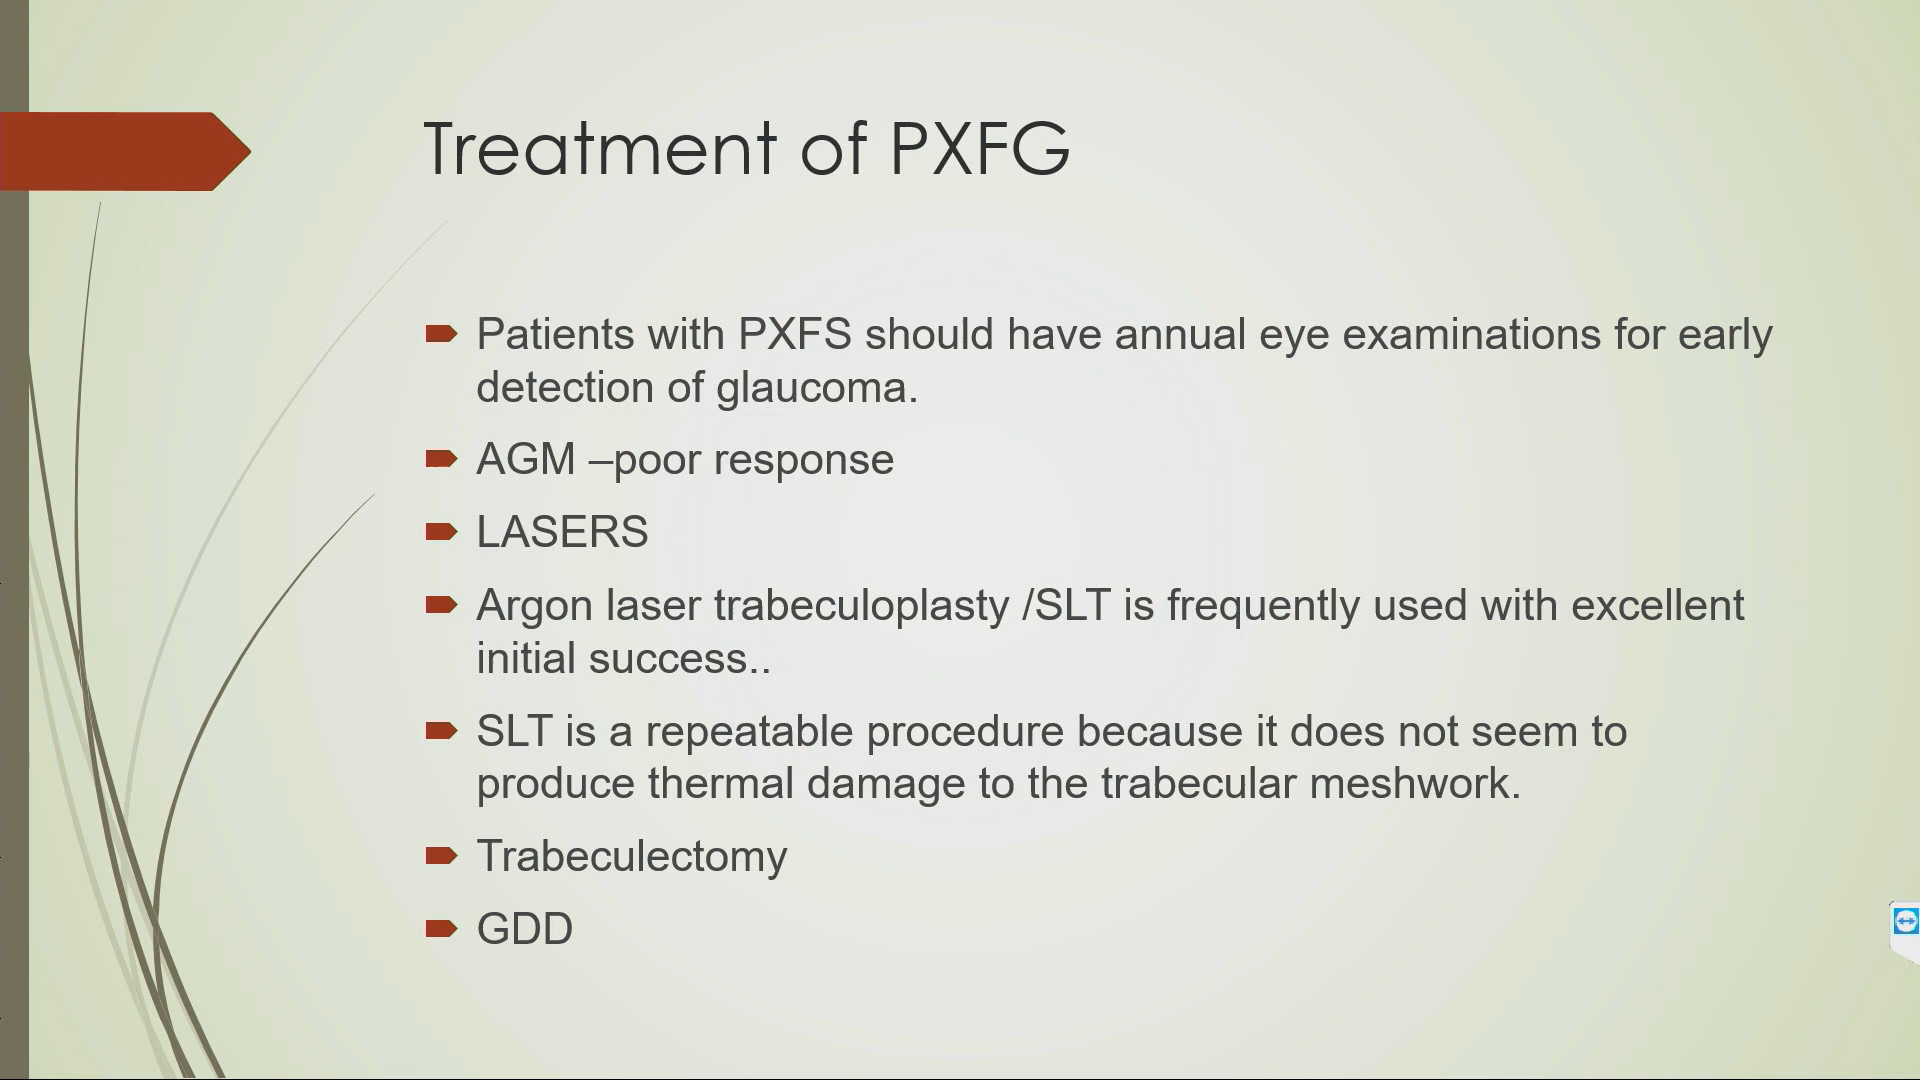 Treatment of PXFG
Patients with PXFS should have annual eye examinations for early
detection of glaucoma.
AGM –poor response
LASERS
Argon laser trabeculoplasty /SLT is frequently used with excellent
initial success..
SLT is a repeatable procedure because it does not seem to
produce thermal damage to the trabecular meshwork.
Trabeculectomy
GDD